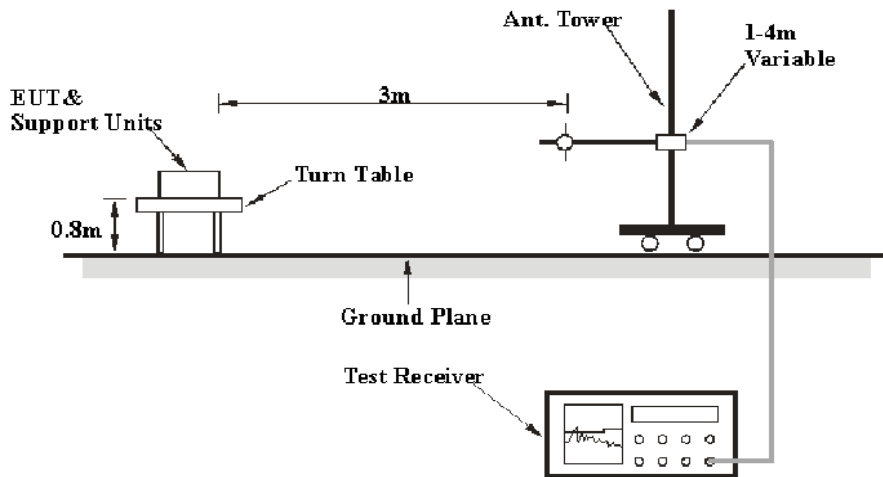 Ant. Tower
1-4m
Variable
3m
EUT&
Support Units
Turn Table
0.8m
Ground Plane
Test Receiver